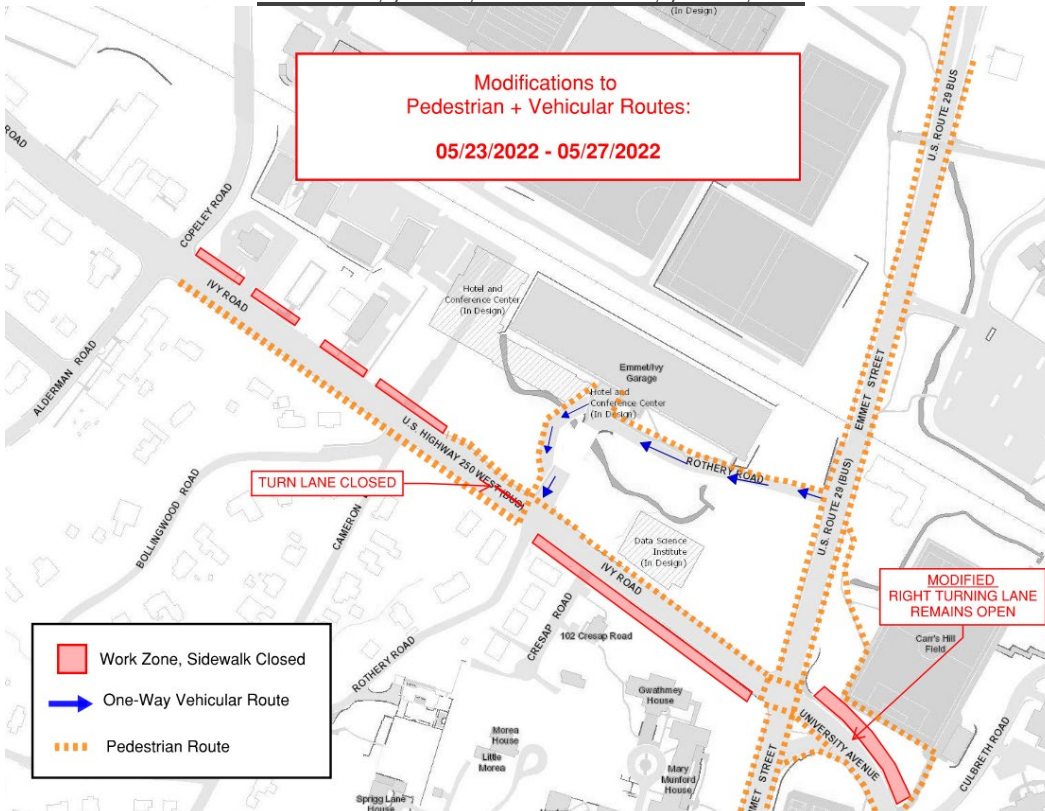 (In Design)
Modifications to
Pedestrian + Vehicular Routes:
05/23/2022 - 05/27/2022
U.S. ROUTE 29 BUS
ROAD
COPELEY ROAD
IVY ROAD
Hotel and
Conference Center
(In Design)
ALDERMAN ROAD
Emmet/Ivy
Garage
Hotel and
Conference Center
(In Design)
EMMET STREET
U.S. HIGHWAY 250 WEST (BUS)
ROTHERY ROAD
TURN LANE CLOSED
BOLLINGWOOD ROAD
CAMERON
U.S. ROUTE 29 (BUS)
Data Science
Institute
(In Design)
IVY ROAD
MODIFIED
RIGHT TURNING LANE
REMAINS OPEN
CRESAP ROAD
102 Cresap Road
Carr's Hill
Field
ROTHERY ROAD
Gwathmey
House
UNIVERSITY AVENUE
CULBRETH ROAD
Morea
House
Little
Morea
Mary
Munford
House
EMMET STREET
Sprigg Lane
House
Work Zone, Sidewalk Closed
One-Way Vehicular Route
Pedestrian Route